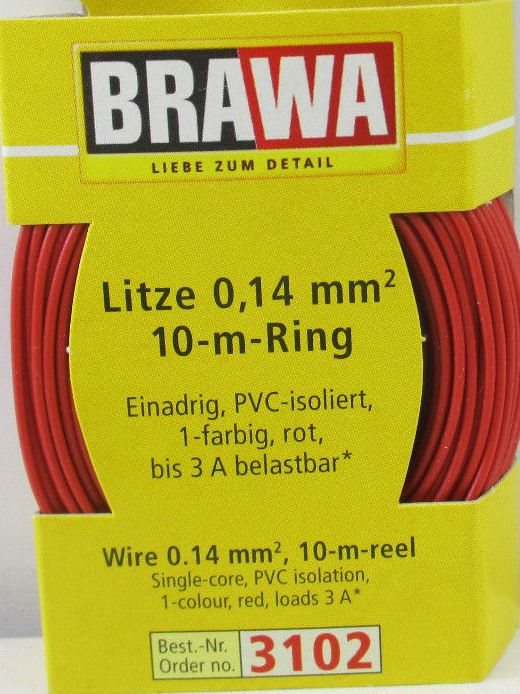 BRAWA
LIEBE ZUM DETAIL
Litze 0,14 mm²
10-m-Ring
Einadrig, PVC-isoliert,
1-farbig, rot,
bis 3 A belastbar*
Wire 0.14 mm², 10-m-reel
Single-core, PVC isolation,
1-colour, red, loads 3 A*
Best.-Nr.
Order no. 3102